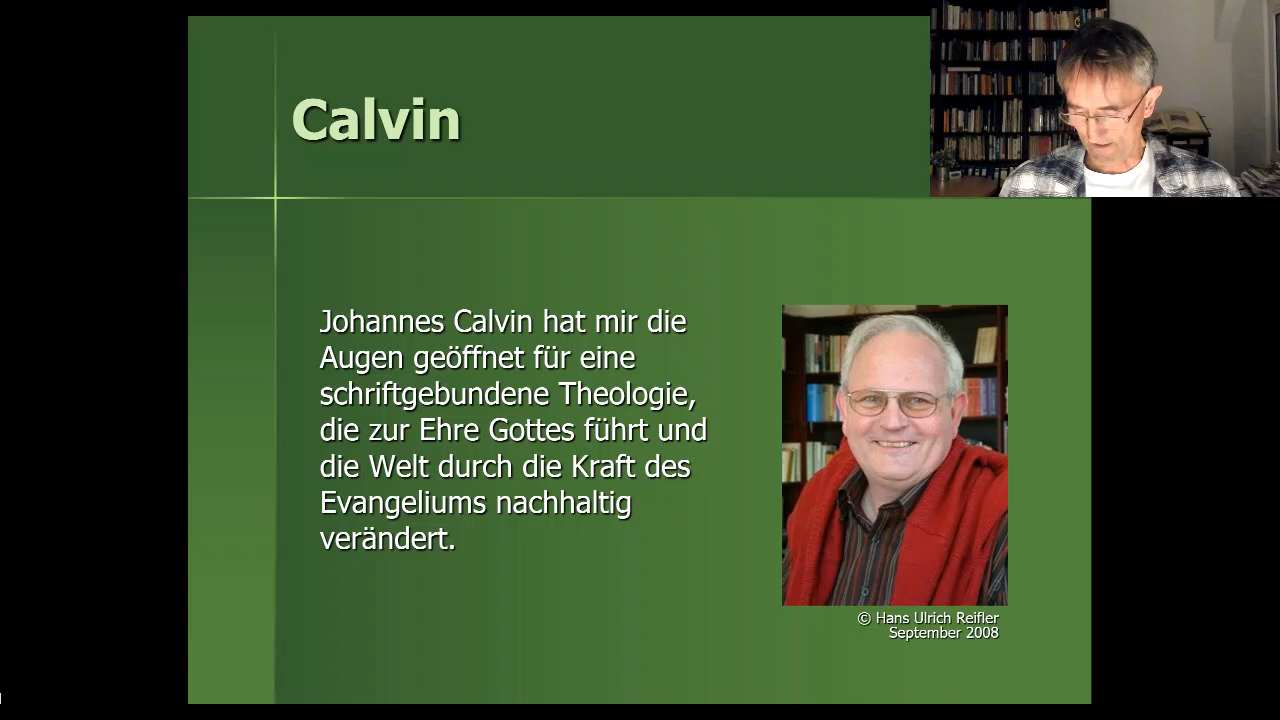 Calvin
Johannes Calvin hat mir die
Augen geöffnet für eine
schriftgebundene Theologie,
die zur Ehre Gottes führt und
die Welt durch die Kraft des
Evangeliums nachhaltig
verändert.
© Hans Ulrich Reifler
September 2008